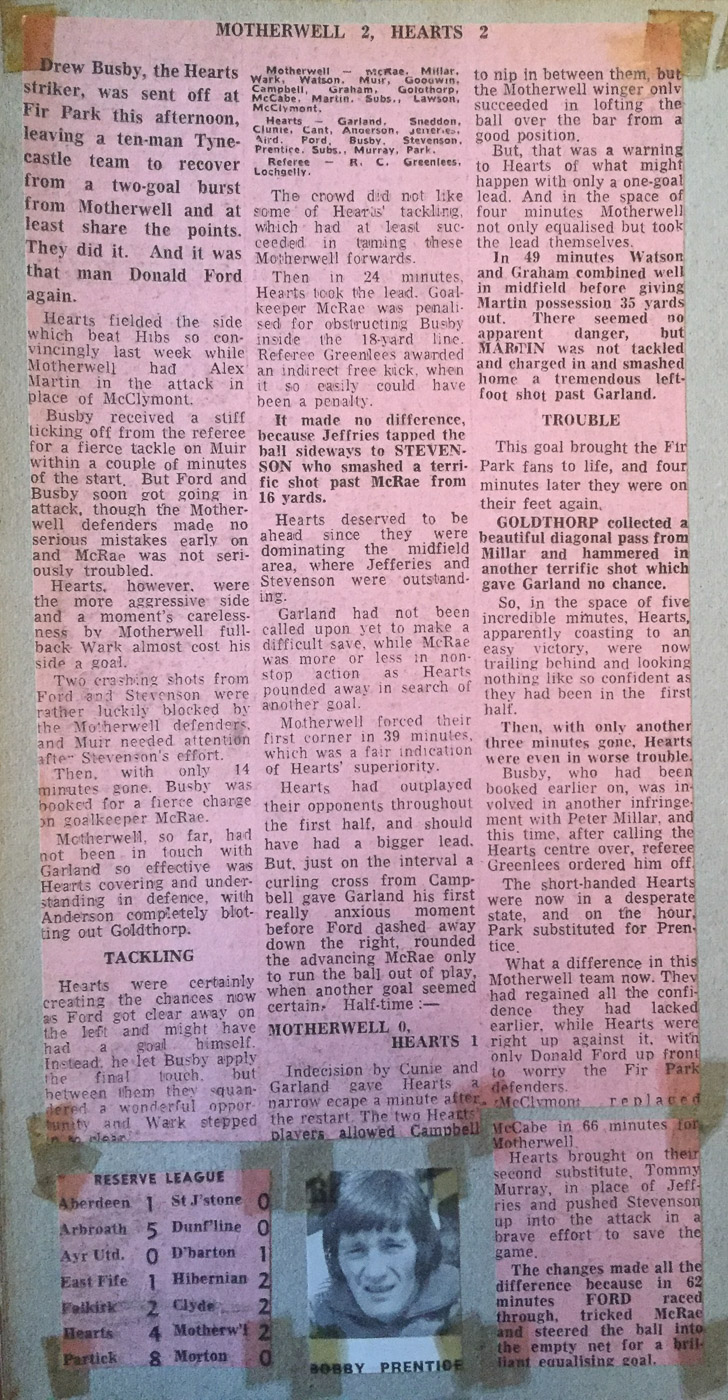 MOTHERWELL 2, HEARTS 2
Drew Busby, the Hearts
striker, was sent off at
Fir Park this afternoon,
leaving a ten-man Tyne-
castle team to recover
from a two-goal burst
from Motherwell and at
least share the points.
They did it. And it was
that man Donald Ford
again.
Hearts fielded the side
which beat Hibs so con-
vincingly last week while
Motherwell had Alex
Martin in the attack in
place of McClymont.
Busby received a stiff
ticking off from the referee
for a fierce tackle on Muir
within a couple of minutes
of the start. But Ford and
Busby soon got going in
attack, though the Mother-
well defenders made no
serious mistakes early on
and McRae was not seri-
ously troubled.
Hearts, however, were
the more aggressive side
and a moment's careless-
ness by Motherwell full-
back Wark almost cost his
side a goal.
Two crashing shots from
Ford and Stevenson were
rather luckily blocked by
the Motherwell defenders,
and Muir needed attention
after Stevenson's effort.
Then, with only 14
minutes gone, Busby was
booked for a fierce charge
on goalkeeper McRae.
Motherwell, so far, had
not been in touch with
Garland so effective was
Hearts covering and under-
standing in defence, with
Anderson completely blot-
ting out Goldthorp.
TACKLING
Hearts were certainly
creating the chances now
as Ford got clear away on
the left and might have
had a goal himself.
Instead, he let Busby apply
the final touch, but
between them they squan-
dered a wonderful oppor-
tunity and Wark stepped
in to clear.
Motherwell — McRae, Millar,
Wark, Watson, Muir, Goodwin,
Campbell, Graham, Golothorp,
McCabe, Martin. Subs., Lawson,
McClymont.
Hearts — Garland, Sneddon,
Clunie, Cant, Anderson, Jeneries,
Aird, Ford, Busby, Stevenson,
Prentice. Subs., Murray, Park.
Referee — R. C. Greenlees,
Lochgelly.
The crowd did not like
some of Hearts' tackling,
which had at least suc-
ceeded in taming these
Motherwell forwards.
Then in 24 minutes,
Hearts took the lead. Goal-
keeper McRae was penali-
sed for obstructing Busby
inside the 18-yard line.
Referee Greenlees awarded
an indirect free kick, when
it so easily could have
been a penalty.
It made no difference,
because Jeffries tapped the
ball sideways to STEVEN-
SON who smashed a terri-
fic shot past McRae from
16 yards.
Hearts deserved to be
ahead since they were
dominating the midfield
area, where Jefferies and
Stevenson were outstand-
ing.
Garland had not been
called upon yet to make a
difficult save, while McRae
was more or less in non-
stop action as Hearts
pounded away in search of
another goal.
Motherwell forced their
first corner in 39 minutes,
which was a fair indication
of Hearts' superiority.
Hearts had outplayed
their opponents throughout
the first half, and should
have had a bigger lead.
But, just on the interval a
curling cross from Camp-
bell gave Garland his first
really anxious moment
before Ford dashed away
down the right, rounded
the advancing McRae only
to run the ball out of play,
when another goal seemed
certain. Half-time :—
MOTHERWELL 0,
HEARTS 1
Indecision by Cunie and
Garland gave Hearts a
narrow ecape a minute after
the restart. The two Hearts'
players allowed Campbell
to nip in between them, but
the Motherwell winger only
succeeded in lofting the
ball over the bar from a
good position.
But, that was a warning
to Hearts of what might
happen with only a one-goal
lead. And in the space of
four minutes Motherwell
not only equalised but took
the lead themselves.
In 49 minutes Watson
and Graham combined well
in midfield before giving
Martin possession 35 yards
out. There seemed no
apparent danger, but
MARTIN was not tackled
and charged in and smashed
home a tremendous left-
foot shot past Garland.
TROUBLE
This goal brought the Fir
Park fans to life, and four
minutes later they were on
their feet again.
GOLDTHORP collected a
beautiful diagonal pass from
Millar and hammered in
another terrific shot which
gave Garland no chance.
So, in the space of five
incredible minutes, Hearts,
apparently coasting to an
easy victory, were now
trailing behind and looking
nothing like so confident as
they had been in the first
half.
Then, with only another
three minutes gone, Hearts
were even in worse trouble.
Busby, who had been
booked earlier on, was in-
volved in another infringe-
ment with Peter Millar, and
this time, after calling the
Hearts centre over, referee
Greenlees ordered him off.
The short-handed Hearts
were now in a desperate
state, and on the hour,
Park substituted for Pren-
tice.
What a difference in this
Motherwell team now. They
had regained all the confi-
dence they had lacked
earlier, while Hearts were
right up against it, with
only Donald Ford up front
to worry the Fir Park
defenders.
McClymont replaced
McCabe in 66 minutes for
Motherwell.
Hearts brought on their
second substitute, Tommy
Murray, in place of Jeff-
ries and pushed Stevenson
up into the attack in a
brave effort to save the
game.
The changes made all the
difference because in 62
minutes FORD raced
through, tricked McRae
and steered the ball into
the empty net for a bril-
liant equalising goal.
RESERVE LEAGUE
Aberdeen 1 St J'stone 0
Arbroath 5 Dunf'line 0
Ayr Utd. 0 D'barton 1
East Fife 1 Hibernian 2
Falkirk 2 Clyde 2
Hearts 4 Motherw'l 2
Partick 8 Morton 0
BOBBY PRENTICE